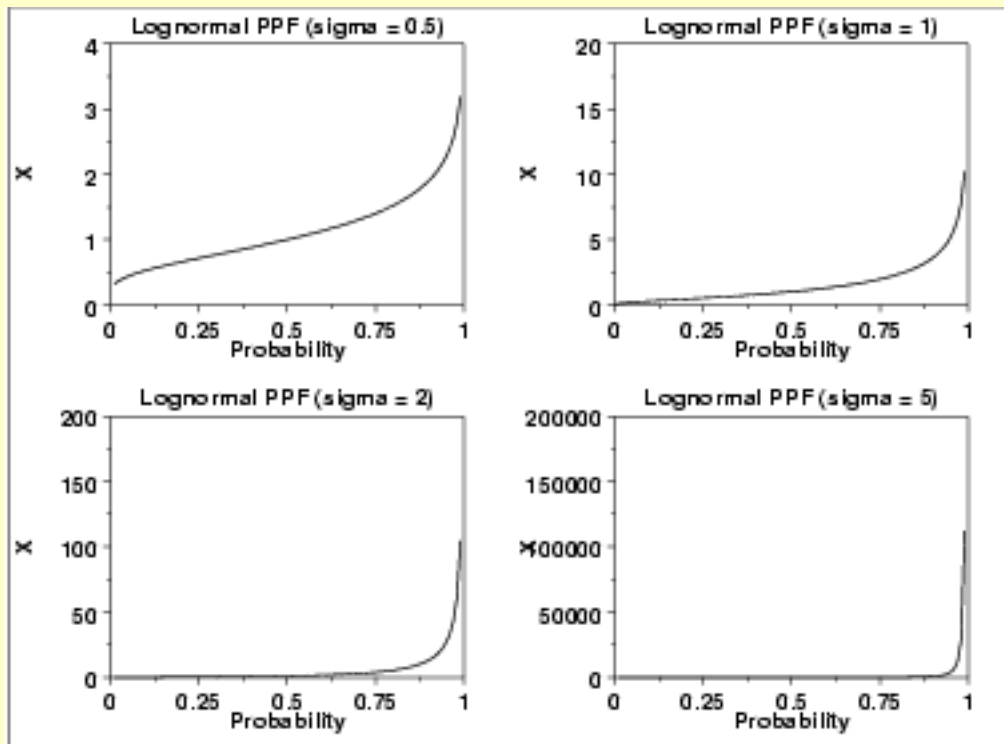 Lognormal PPF (sigma = 0.5)
4
3
2
1
0
X
0 0.25 0.5 0.75 1
Probability
Lognormal PPF (sigma = 1)
20
15
10
5
0
X
0 0.25 0.5 0.75 1
Probability
Lognormal PPF (sigma = 2)
200
150
100
50
0
X
0 0.25 0.5 0.75 1
Probability
Lognormal PPF (sigma = 5)
200000
150000
100000
50000
0
X
0 0.25 0.5 0.75 1
Probability